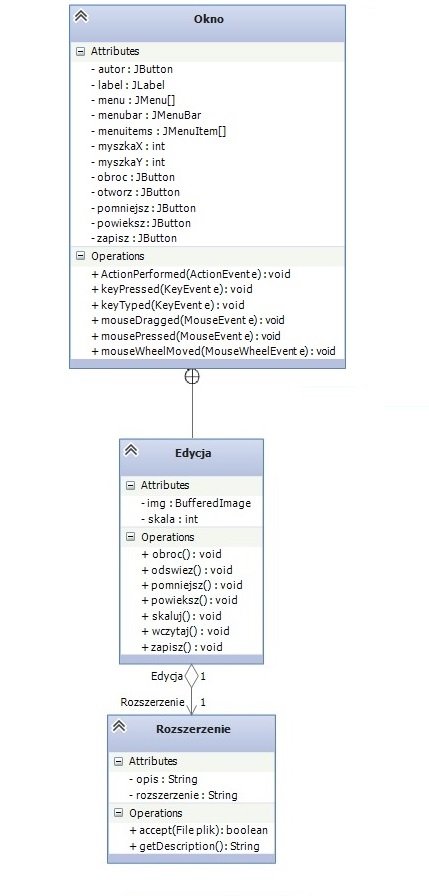 Okno
Attributes
- autor : JButton
- label : JLabel
- menu : JMenu[]
- menubar : JMenuBar
- menuitems : JMenuItem[]
- myszkaX : int
- myszkaY : int
- obroc : JButton
- otworz : JButton
- pomniejsz : JButton
- powieksz : JButton
- zapisz : JButton
Operations
+ ActionPerformed(ActionEvent e) : void
+ keyPressed(KeyEvent e) : void
+ keyTyped(KeyEvent e) : void
+ mouseDragged(MouseEvent e) : void
+ mousePressed(MouseEvent e) : void
+ mouseWheelMoved(MouseWheelEvent e) : void
Edycja
Attributes
- img : BufferedImage
- skala : int
Operations
+ obroc() : void
+ odswiez() : void
+ pomniejsz() : void
+ powieksz() : void
+ skaluj() : void
+ wczytaj() : void
+ zapisz() : void
Edycja 1
Rozszerzenie 1
Rozszerzenie
Attributes
- opis : String
- rozszerzenie : String
Operations
+ accept(File plik) : boolean
+ getDescription() : String